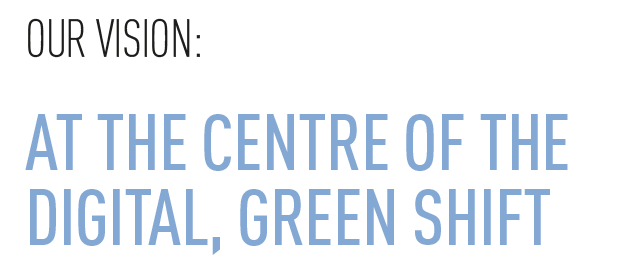 OUR VISION:
AT THE CENTRE OF THE
DIGITAL, GREEN SHIFT